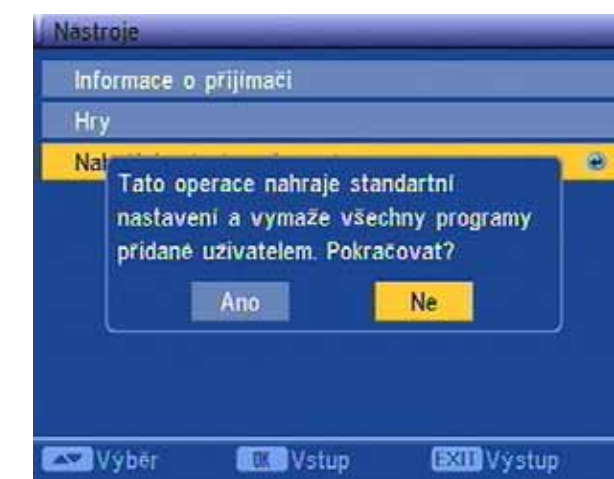 Nástroje
Informace o přijímači
Hry
Tato operace nahraje standartní
nastavení a vymaže všechny programy
přidané uživatelem. Pokračovat?
Ano Ne
Výběr OK Vstup EXIT Výstup